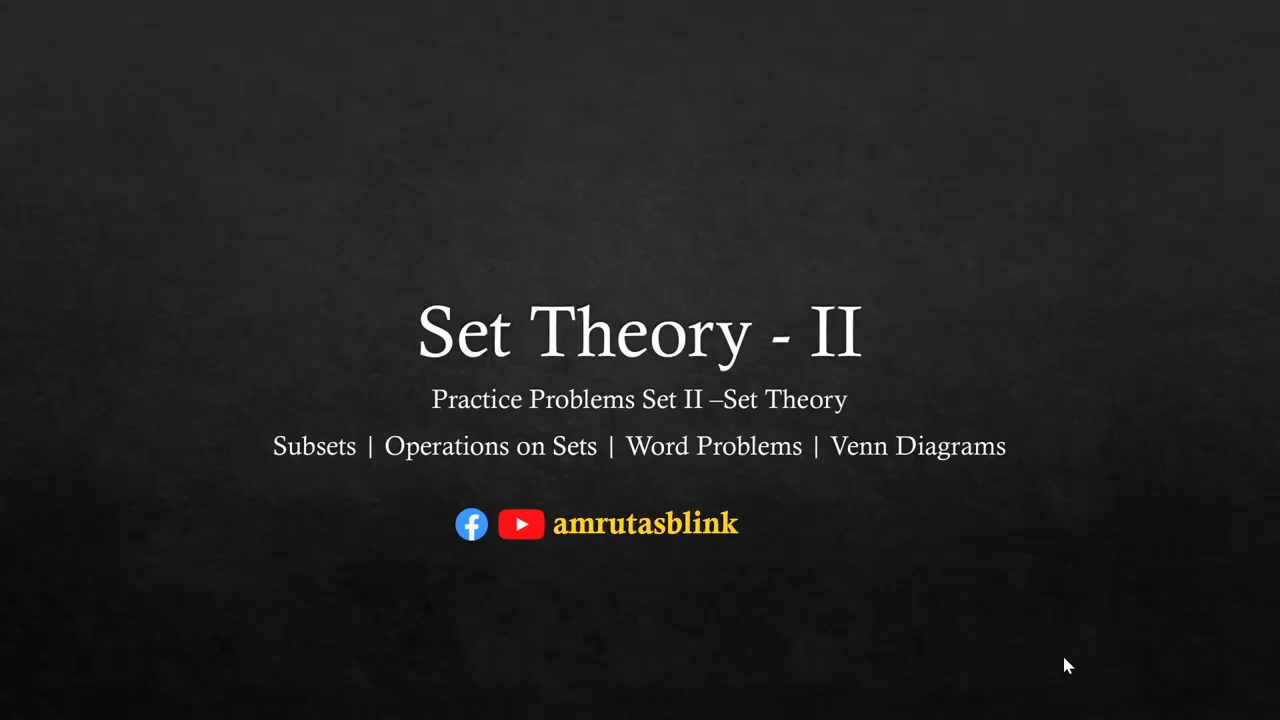 Set Theory - II
Practice Problems Set II –Set Theory
Subsets | Operations on Sets | Word Problems | Venn Diagrams
amrutasblink